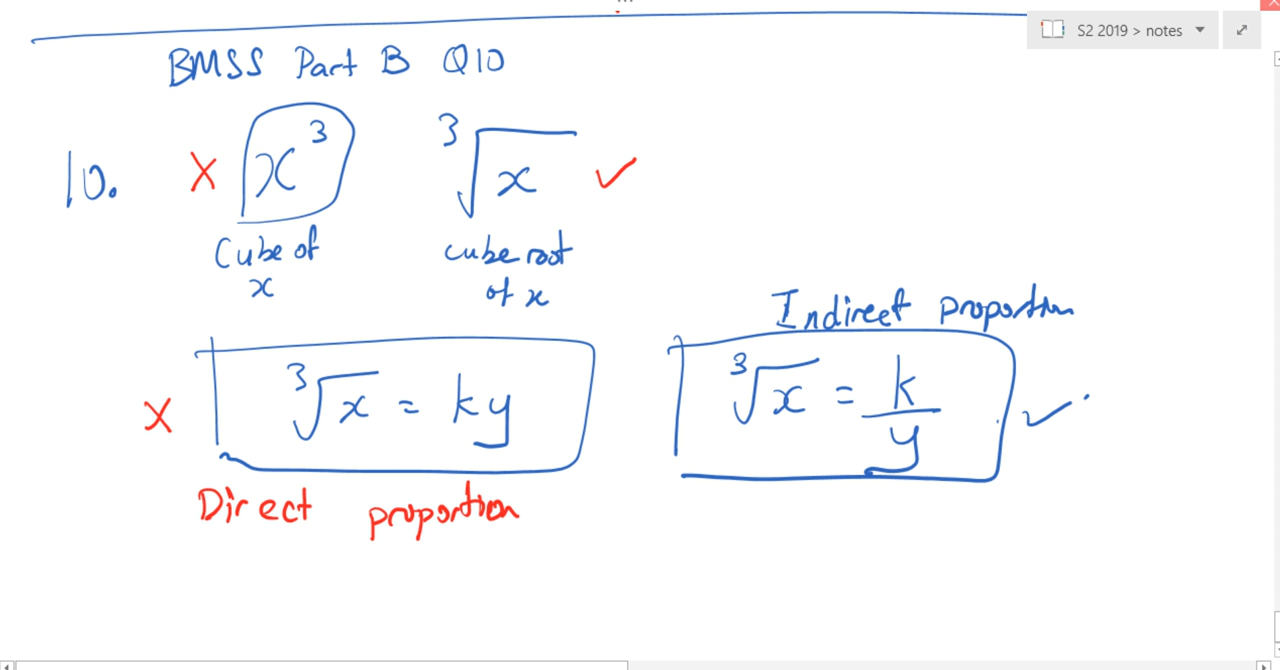 S2 2019 > notes
BMSS Part B Q10
10. x x³ ∛x ✓
Cube of x
cube root of x
Indirect proportion
x ∛x = ky
∛x = k/y ✓
Direct proportion